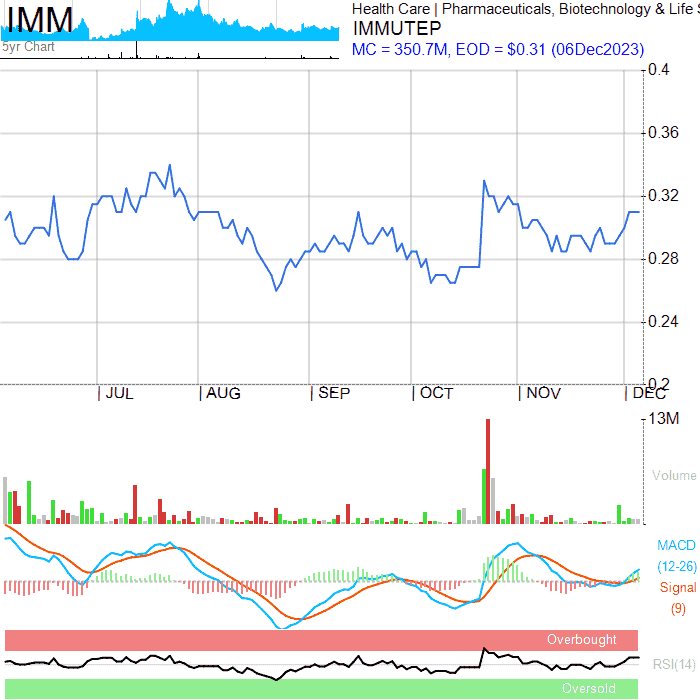 IMM
5yr Chart
Health Care | Pharmaceuticals, Biotechnology & Life S
IMMUTEP
MC = 350.7M, EOD = $0.31 (06Dec2023)
0.4
0.36
0.32
0.28
0.24
0.2
JUL AUG SEP OCT NOV DEC
13M
Volume
MACD
(12-26)
Signal
(9)
Overbought
RSI(14)
Oversold